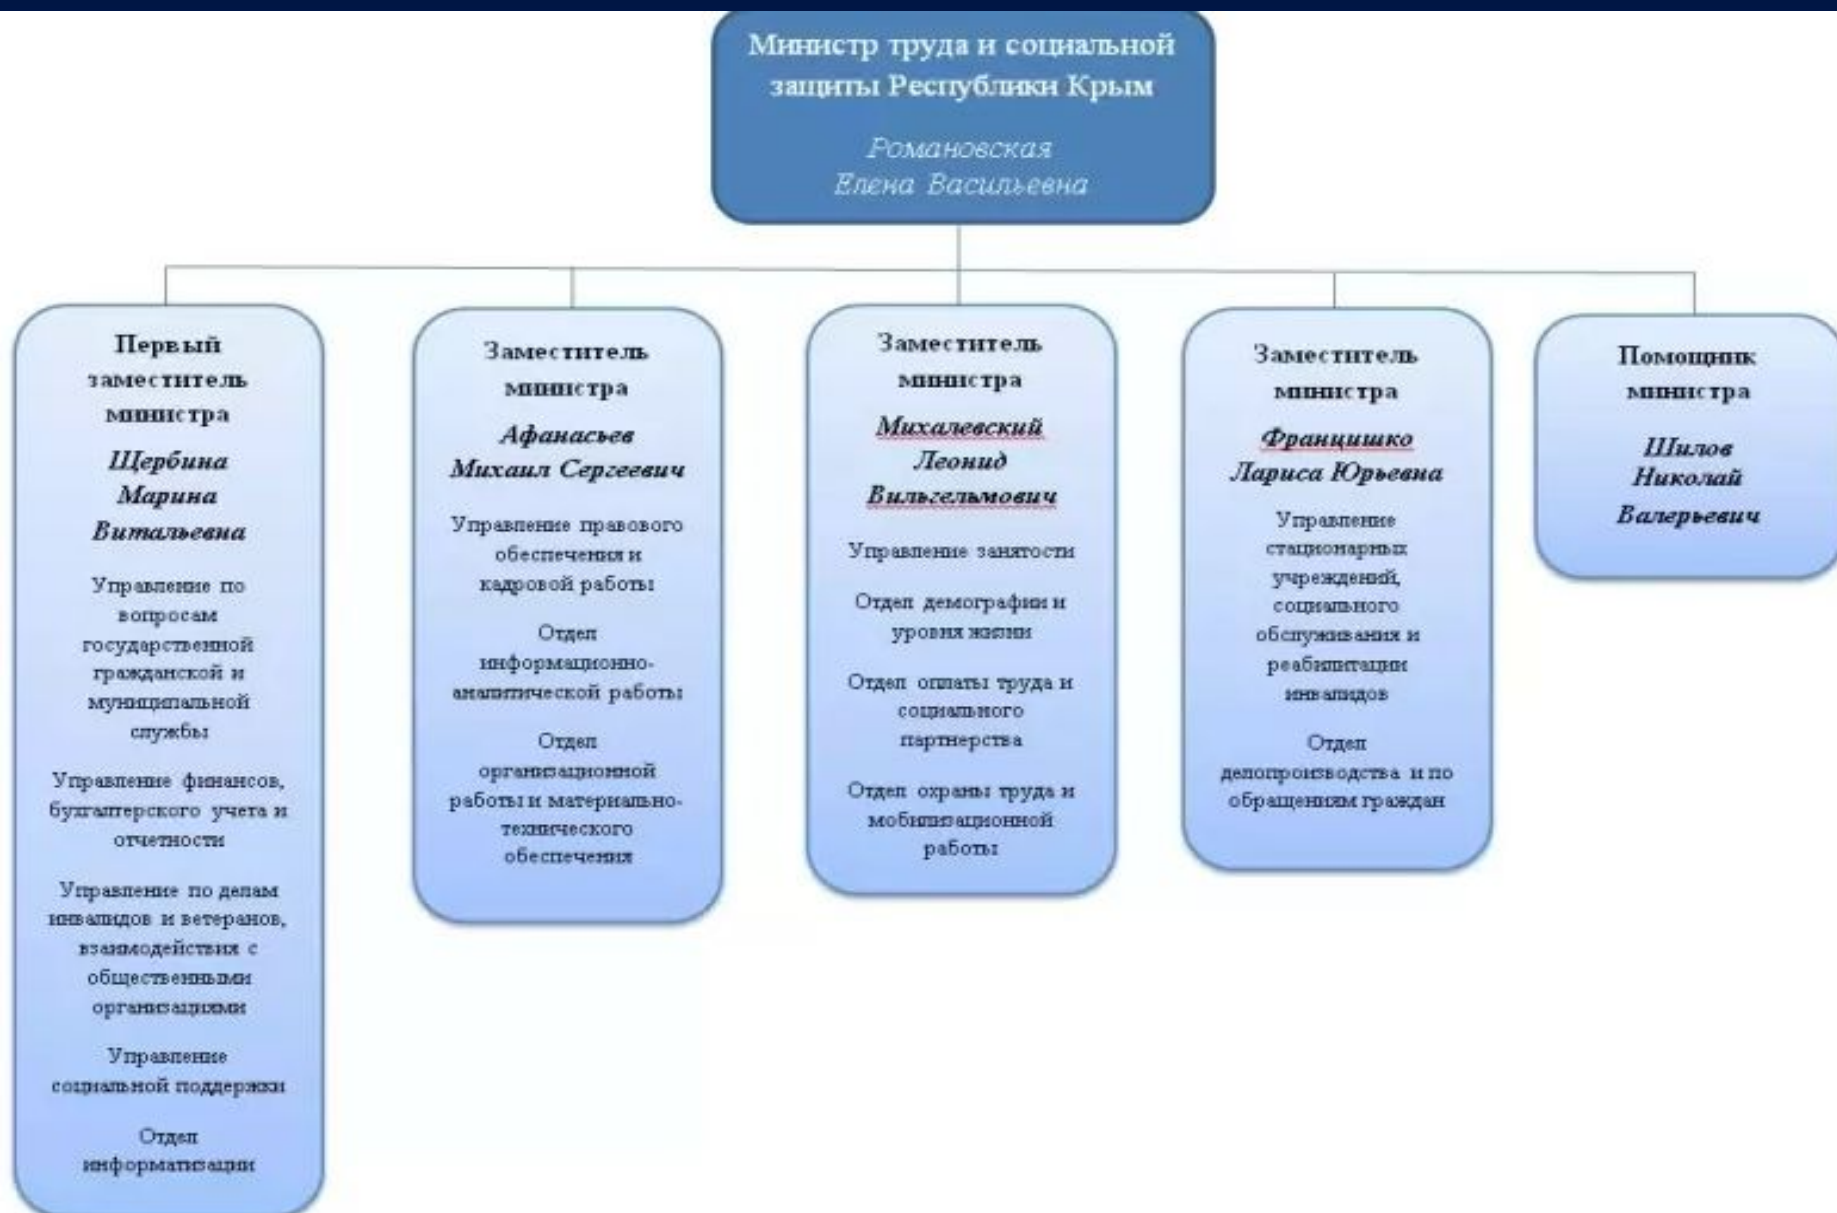 Министр труда и социальной
защиты Республики Крым
Романовская
Елена Васильевна
Первый
заместитель
министра
Щербина
Марина
Витальевна
Управление по
вопросам
государственной
гражданской и
муниципальной
службы
Управление финансов,
бухгалтерского учета и
отчетности
Управление по делам
инвалидов и ветеранов,
взаимодействия с
общественными
организациями
Управление
социальной поддержки
Отдел
информатизации
Заместитель
министра
Афанасьев
Михаил Сергеевич
Управление правового
обеспечения и
кадровой работы
Отдел
информационно-
аналитической работы
Отдел
организационной
работы и материально-
технического
обеспечения
Заместитель
министра
Михалевский
Леонид
Вильгельмович
Управление занятости
Отдел демографии и
уровня жизни
Отдел оплаты труда и
социального
партнерства
Отдел охраны труда и
мобилизационной
работы
Заместитель
министра
Францишко
Лариса Юрьевна
Управление
стационарных
учреждений,
социального
обслуживания и
реабилитации
инвалидов
Отдел
делопроизводства и по
обращениям граждан
Помощник
министра
Шилов
Николай
Валерьевич